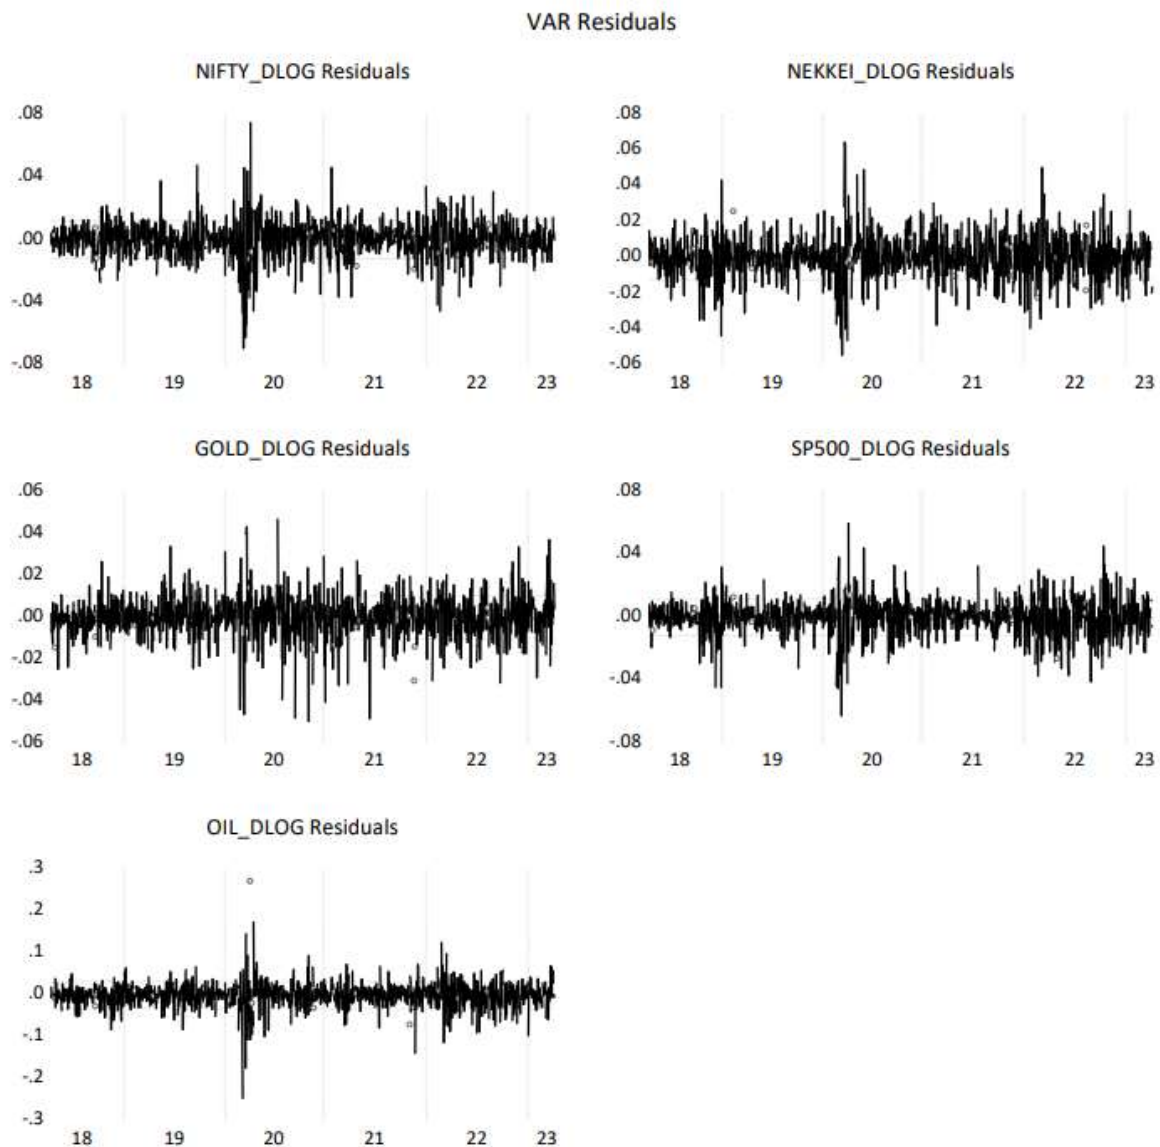 VAR Residuals
NIFTY_DLOG Residuals
.08
.04
.00
-.04
-.08
18 19 20 21 22 23
NEKKEI_DLOG Residuals
.08
.06
.04
.02
.00
-.02
-.04
-.06
18 19 20 21 22 23
GOLD_DLOG Residuals
.06
.04
.02
.00
-.02
-.04
-.06
18 19 20 21 22 23
SP500_DLOG Residuals
.08
.04
.00
-.04
-.08
18 19 20 21 22 23
OIL_DLOG Residuals
.3
.2
.1
.0
-.1
-.2
-.3
18 19 20 21 22 23